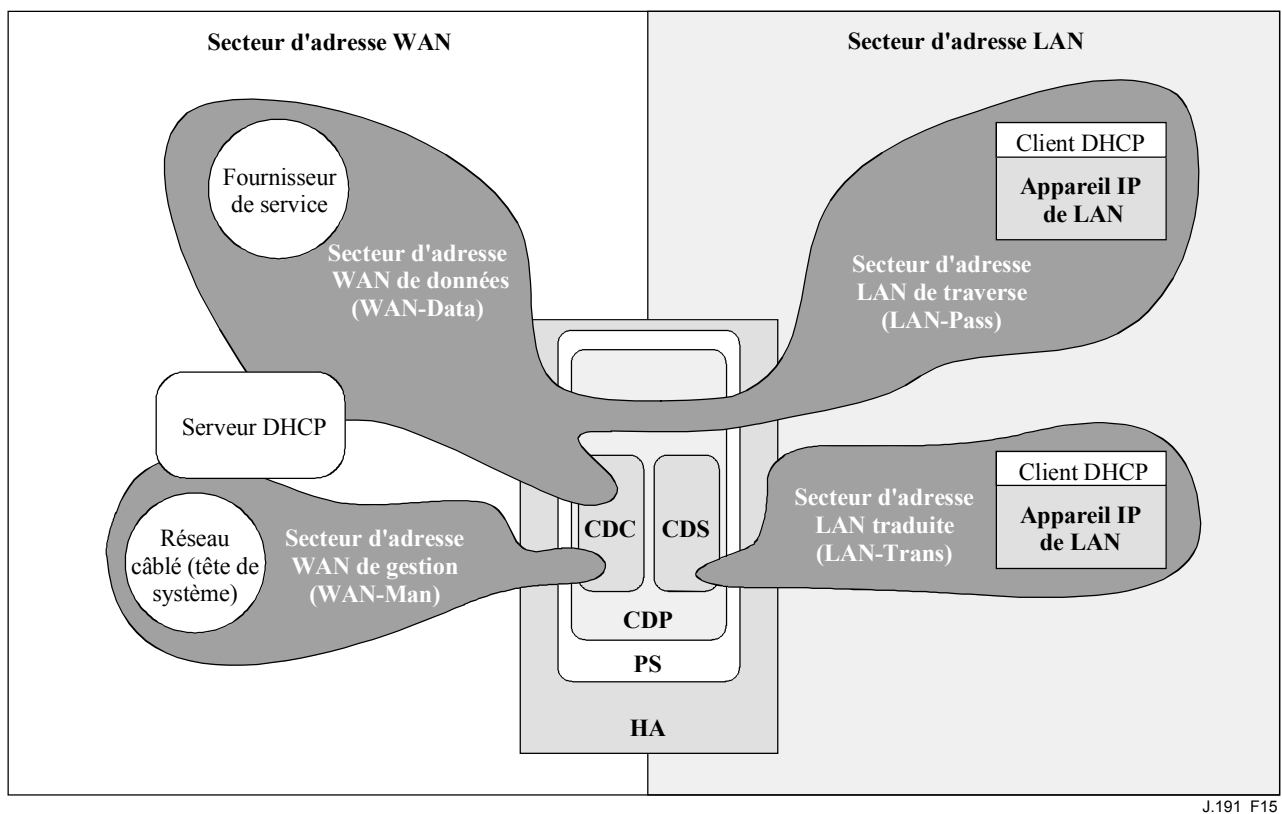 Secteur d'adresse WAN
Secteur d'adresse LAN
Fournisseur
de service
Secteur d'adresse
WAN de données
(WAN-Data)
Client DHCP
Appareil IP
de LAN
Secteur d'adresse
LAN de traverse
(LAN-Pass)
Serveur DHCP
Réseau
câblé (tête de
système)
Secteur d'adresse
WAN de gestion
(WAN-Man)
CDC
CDS
CDP
PS
HA
Secteur d'adresse
LAN traduite
(LAN-Trans)
Client DHCP
Appareil IP
de LAN
J.191 F15